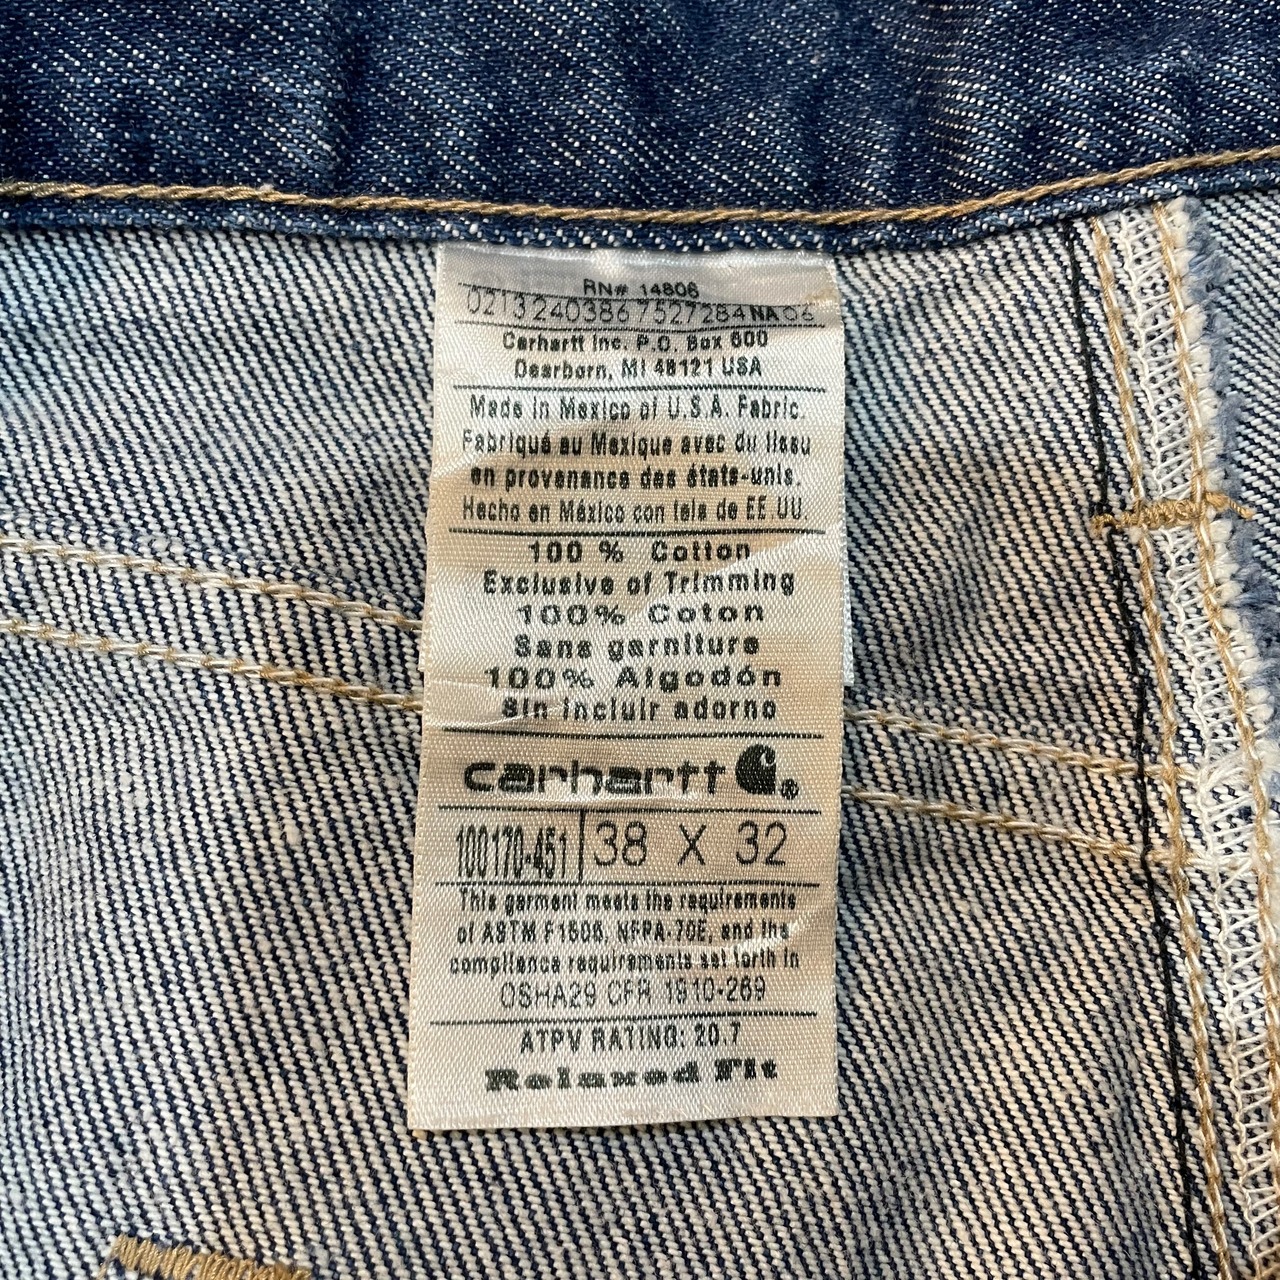 RN# 14806
0213240386 7527284 NA 06
Carhartt Inc. P.O. Box 600
Dearborn, MI 48121 USA
Made in Mexico of U.S.A. Fabric.
Fabriqué au Mexique avec du tissu
en provenance des états-unis.
Hecho en México con tela de EE.UU.
100 % Cotton
Exclusive of Trimming
100% Coton
Sans garniture
100% Algodón
Sin incluir adorno
carhartt ®
100170-451 38 X 32
This garment meets the requirements
of ASTM F1506, NFPA-70E, and the
compliance requirements set forth in
OSHA29 CFR 1910-269
ATPV RATING: 20.7
Relaxed Fit